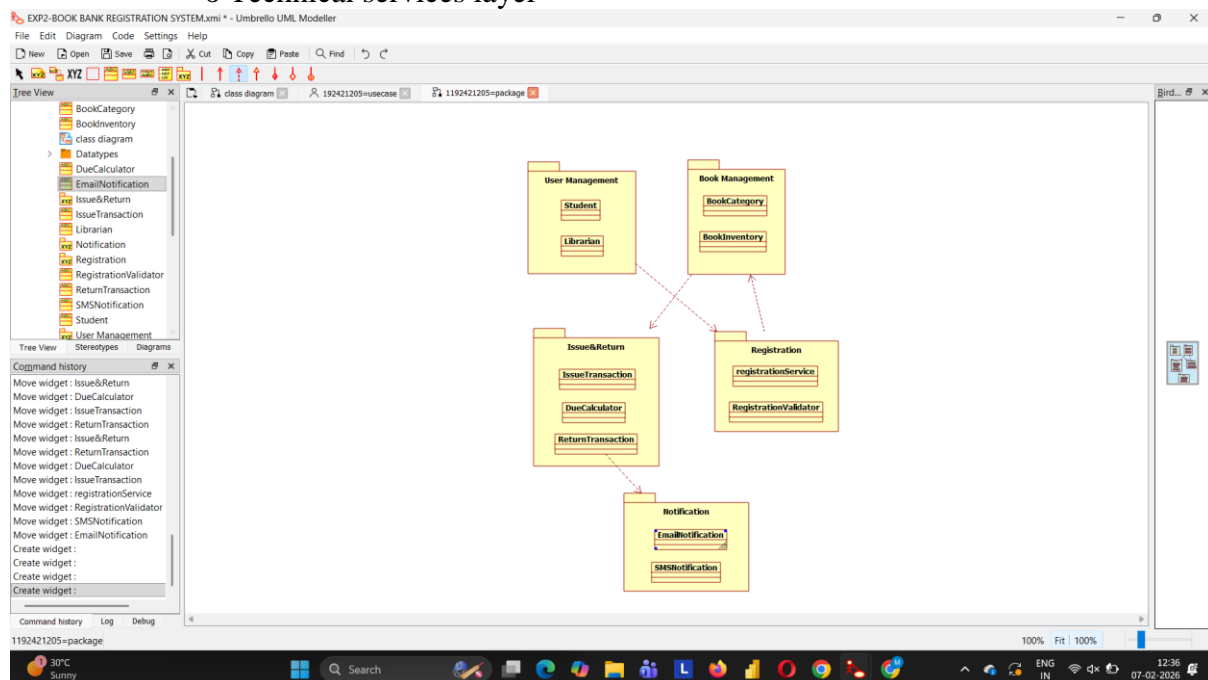 o Technical services layer
EXP2-BOOK BANK REGISTRATION SYSTEM.xmi * - Umbrello UML Modeller
File Edit Diagram Code Settings Help
New Open Save Cut Copy Paste Find
XYZ
Tree View
class diagram 192421205=usecase 1192421205=package
Bird...
BookCategory
BookInventory
class diagram
Datatypes
DueCalculator
EmailNotification
Issue&Return
IssueTransaction
Librarian
Notification
Registration
RegistrationValidator
ReturnTransaction
SMSNotification
Student
User Management
Tree View Stereotypes Diagrams
Command history
Move widget : Issue&Return
Move widget : DueCalculator
Move widget : IssueTransaction
Move widget : ReturnTransaction
Move widget : Issue&Return
Move widget : ReturnTransaction
Move widget : DueCalculator
Move widget : IssueTransaction
Move widget : registrationService
Move widget : RegistrationValidator
Move widget : SMSNotification
Move widget : EmailNotification
Create widget :
Create widget :
Create widget :
Create widget :
Command history Log Debug
User Management
Student
Librarian
Book Management
BookCategory
BookInventory
Issue&Return
IssueTransaction
DueCalculator
ReturnTransaction
Registration
registrationService
RegistrationValidator
Notification
EmailNotification
SMSNotification
1192421205=package
100% Fit 100%
1
30°C
Sunny
Search
L
ENG
IN
12:36
07-02-2026